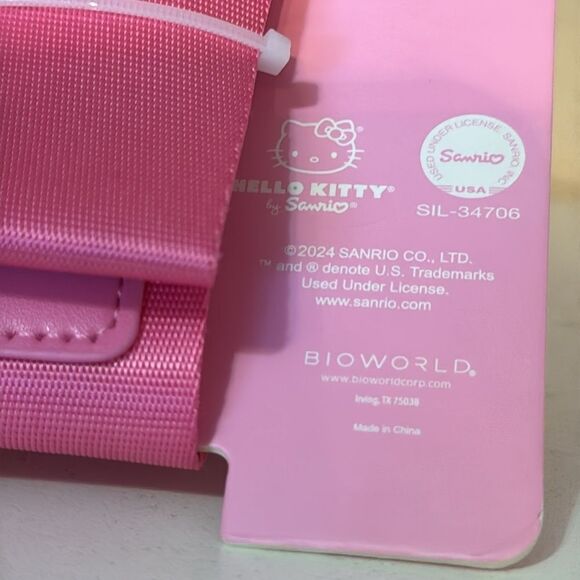 HELLO KITTY®
by Sanrio®
USED UNDER LICENSE, SANRIO INC
Sanrio
USA
SIL-34706
©2024 SANRIO CO., LTD.
™ and ® denote U.S. Trademarks
Used Under License.
www.sanrio.com
BIOWORLD®
www.bioworldcorp.com
Irving, TX 75038
Made in China